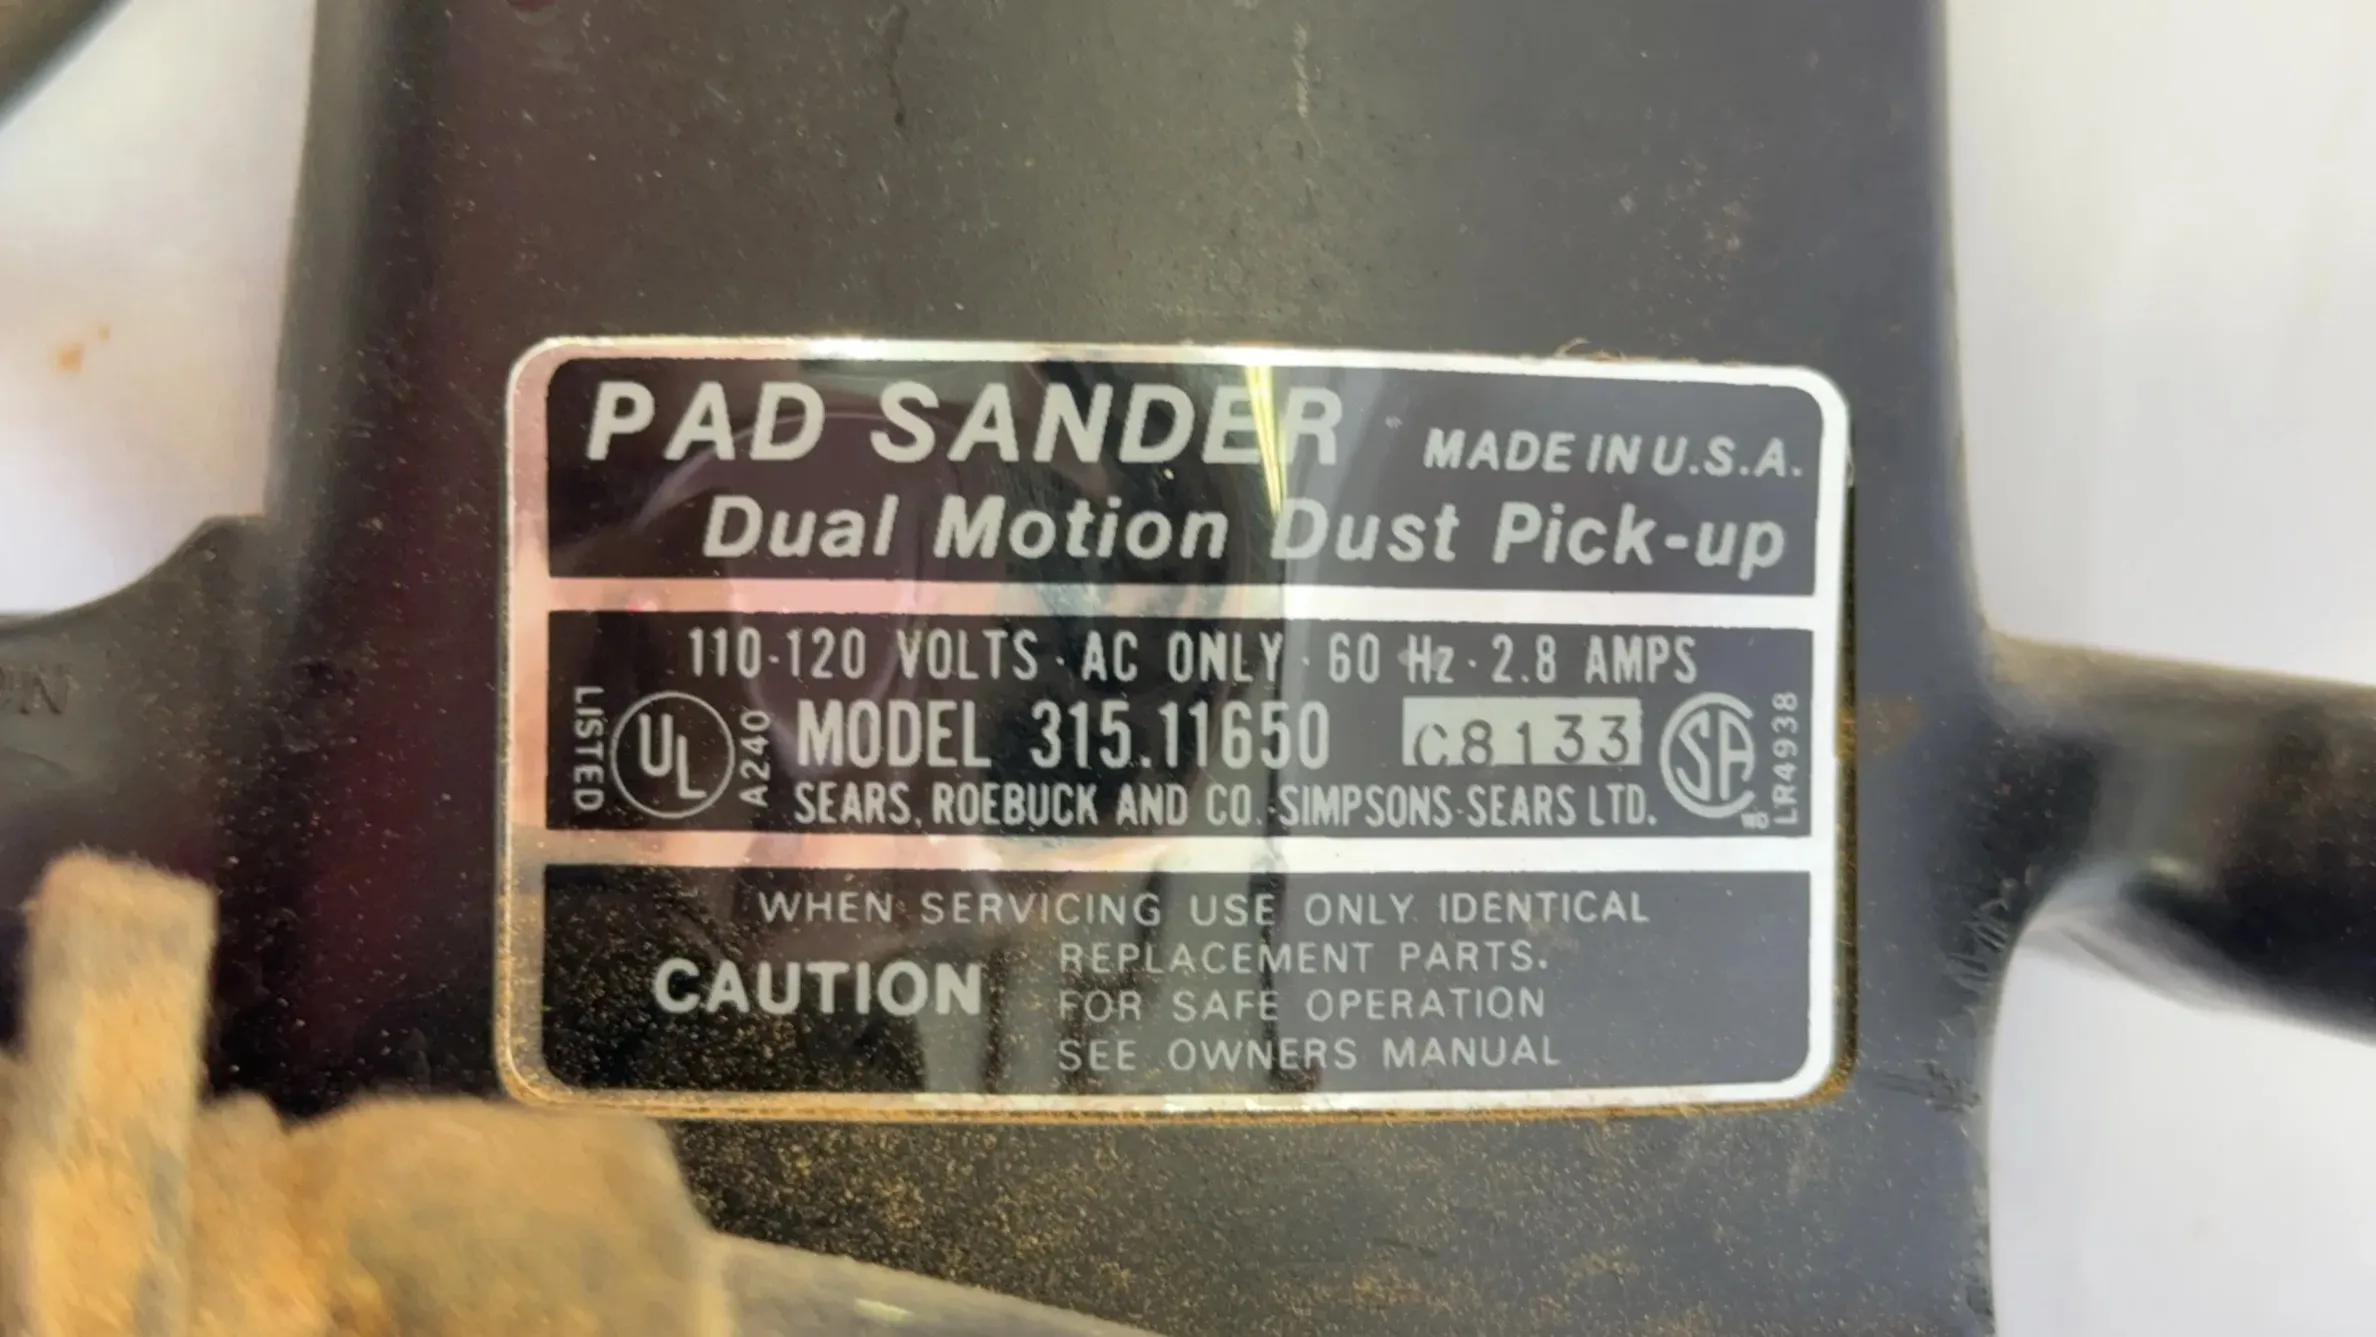 PAD SANDER MADE IN U.S.A.
Dual Motion Dust Pick-up
110-120 VOLTS · AC ONLY · 60 Hz · 2.8 AMPS
LISTED UL A240 MODEL 315.11650 C8133 SA LR4938
SEARS, ROEBUCK AND CO.-SIMPSONS-SEARS LTD.
WHEN SERVICING USE ONLY IDENTICAL
REPLACEMENT PARTS.
CAUTION FOR SAFE OPERATION
SEE OWNERS MANUAL